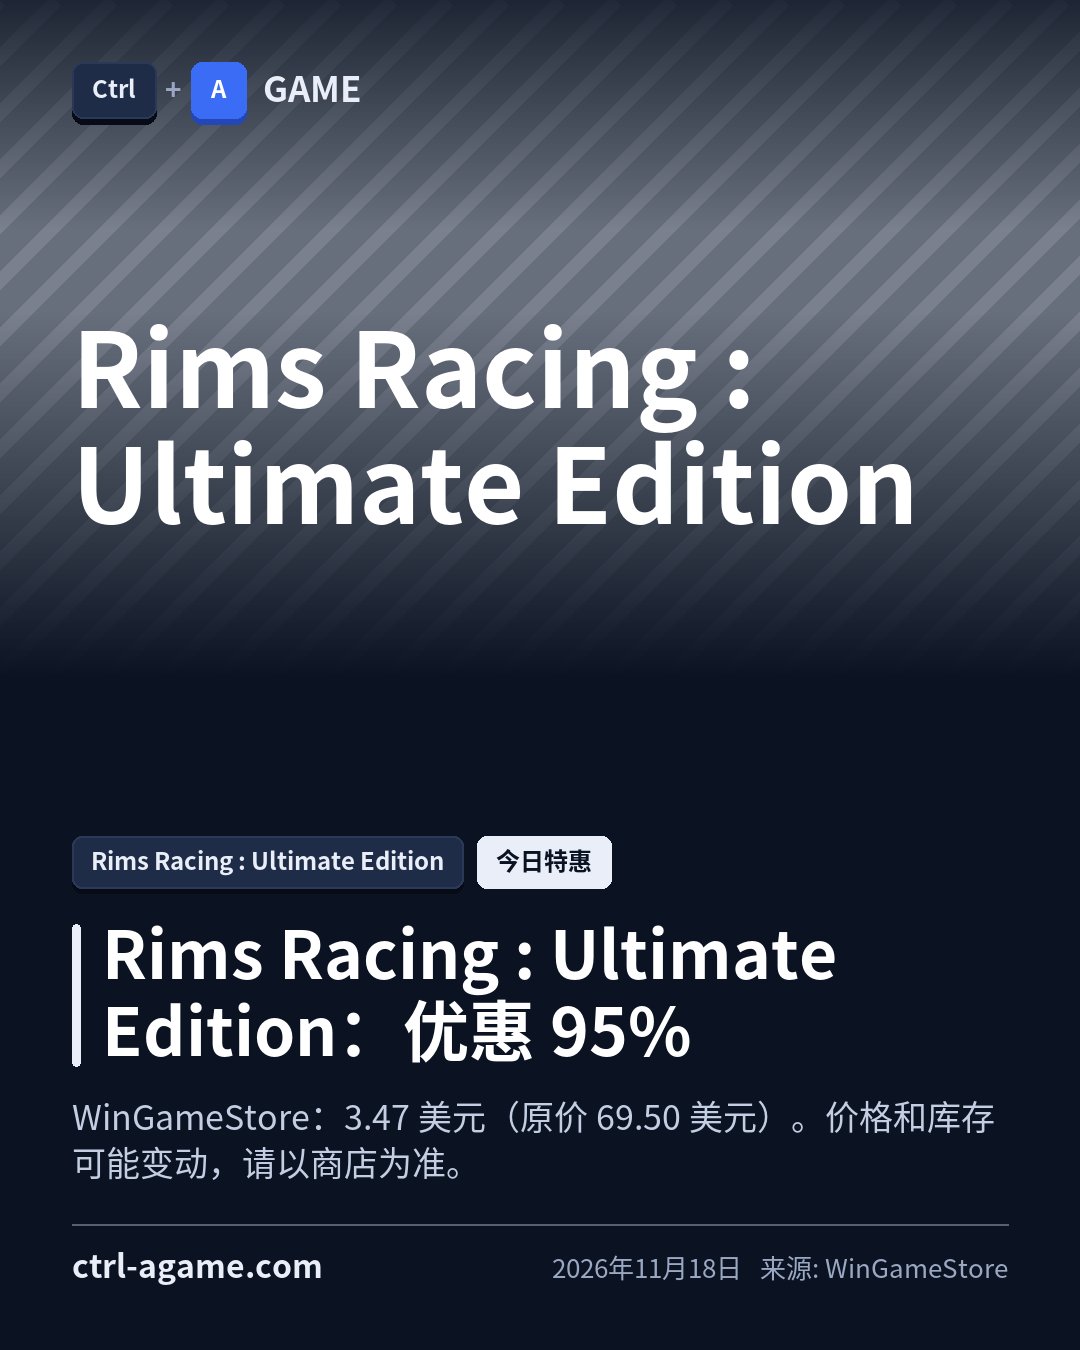 Ctrl + A GAME
Rims Racing :
Ultimate Edition
Rims Racing : Ultimate Edition 今日特惠
Rims Racing : Ultimate
Edition：优惠 95%
WinGameStore：3.47 美元（原价 69.50 美元）。价格和库存
可能变动，请以商店为准。
ctrl-agame.com 2026年11月18日 来源: WinGameStore